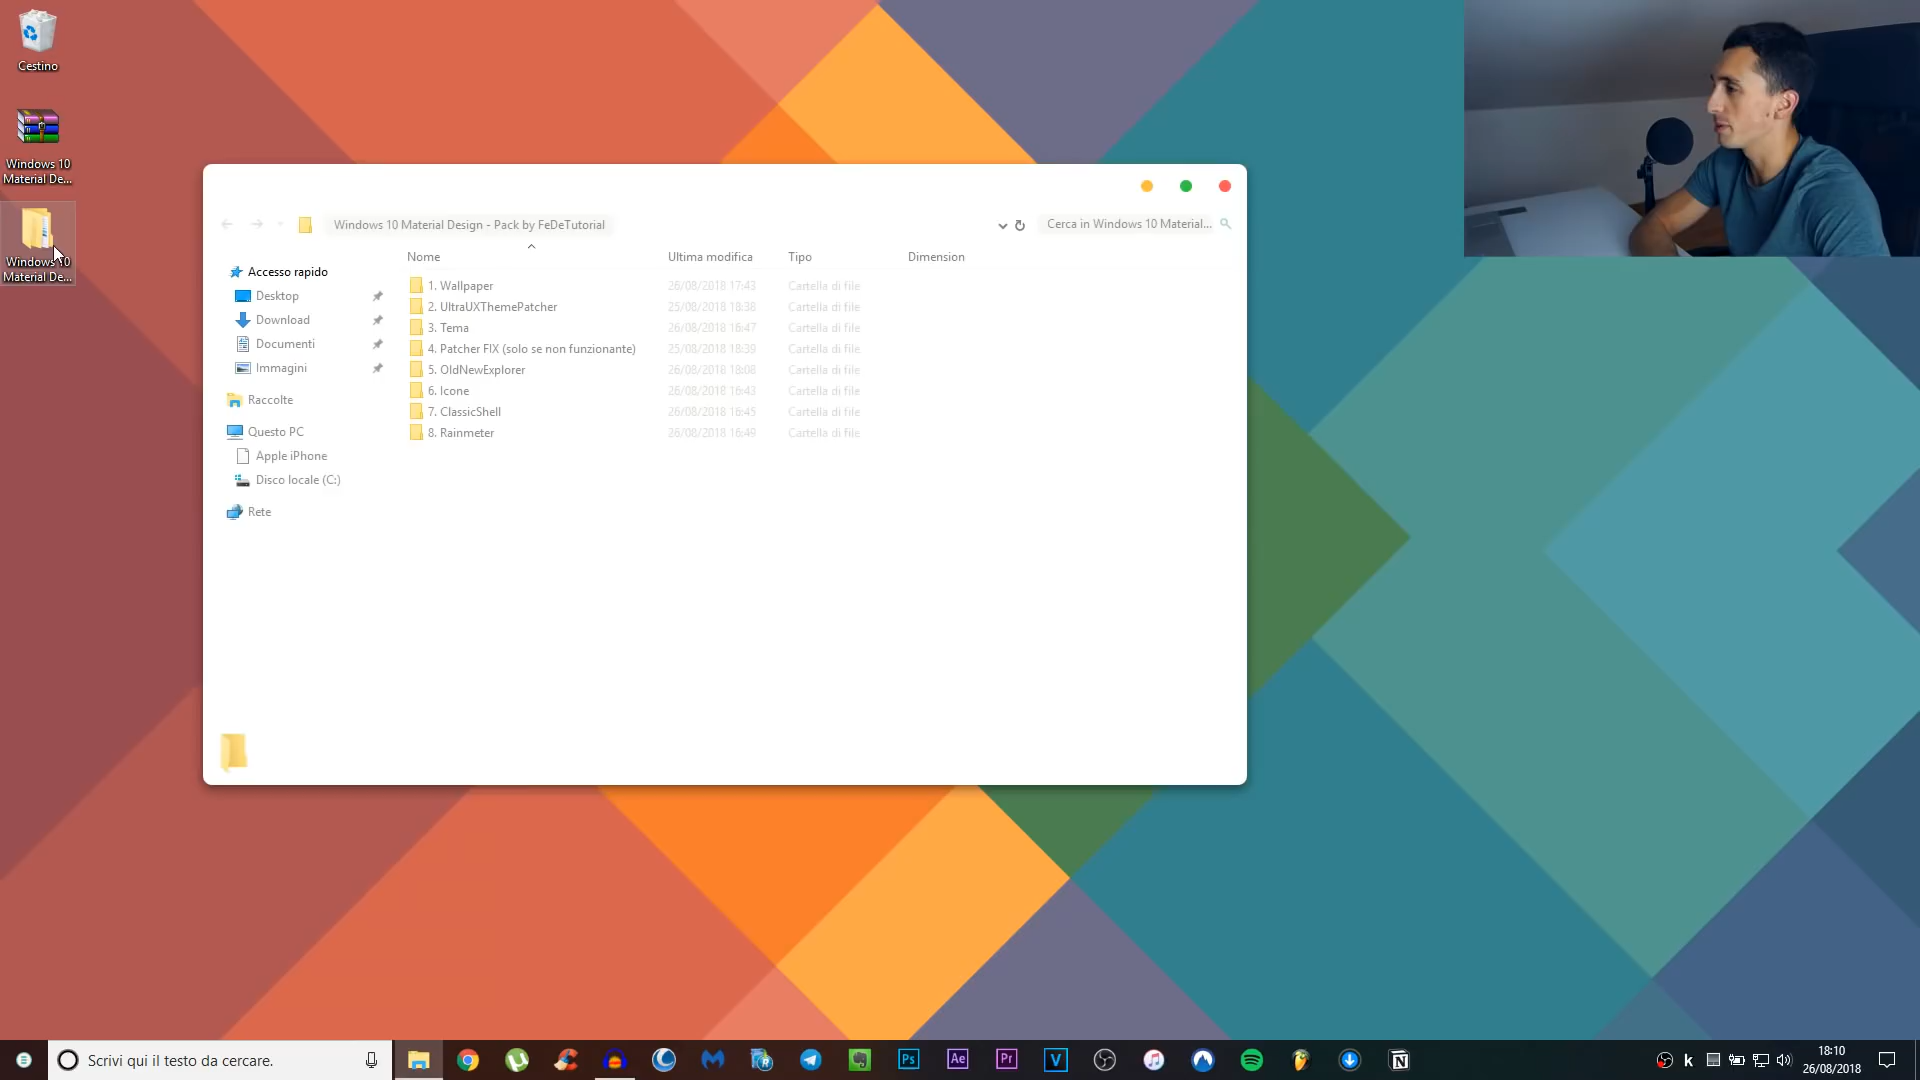 Cestino
Windows 10
Material De...
Windows 10
Material De...
Windows 10 Material Design - Pack by FeDeTutorial
Cerca in Windows 10 Material...
Nome
Ultima modifica
Tipo
Dimension
Accesso rapido
Desktop
Download
Documenti
Immagini
Raccolte
Questo PC
Apple iPhone
Disco locale (C:)
Rete
1. Wallpaper 26/08/2018 17:43 Cartella di file
2. UltraUXThemePatcher 25/08/2018 18:38 Cartella di file
3. Tema 26/08/2018 16:47 Cartella di file
4. Patcher FIX (solo se non funzionante) 25/08/2018 18:39 Cartella di file
5. OldNewExplorer 26/08/2018 18:08 Cartella di file
6. Icone 26/08/2018 16:43 Cartella di file
7. ClassicShell 26/08/2018 16:45 Cartella di file
8. Rainmeter 26/08/2018 16:49 Cartella di file
Scrivi qui il testo da cercare.
Ps
Ae
Pr
V
N
k
18:10
26/08/2018